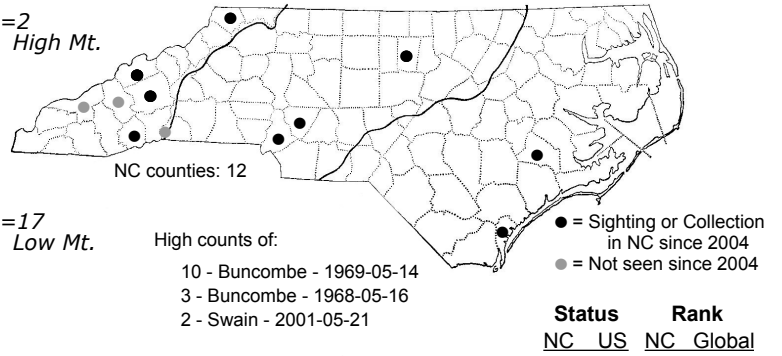 =2
High Mt.
NC counties: 12
=17
Low Mt.
High counts of:
10 - Buncombe - 1969-05-14
3 - Buncombe - 1968-05-16
2 - Swain - 2001-05-21
= Sighting or Collection
in NC since 2004
= Not seen since 2004
Status Rank
NC US NC Global